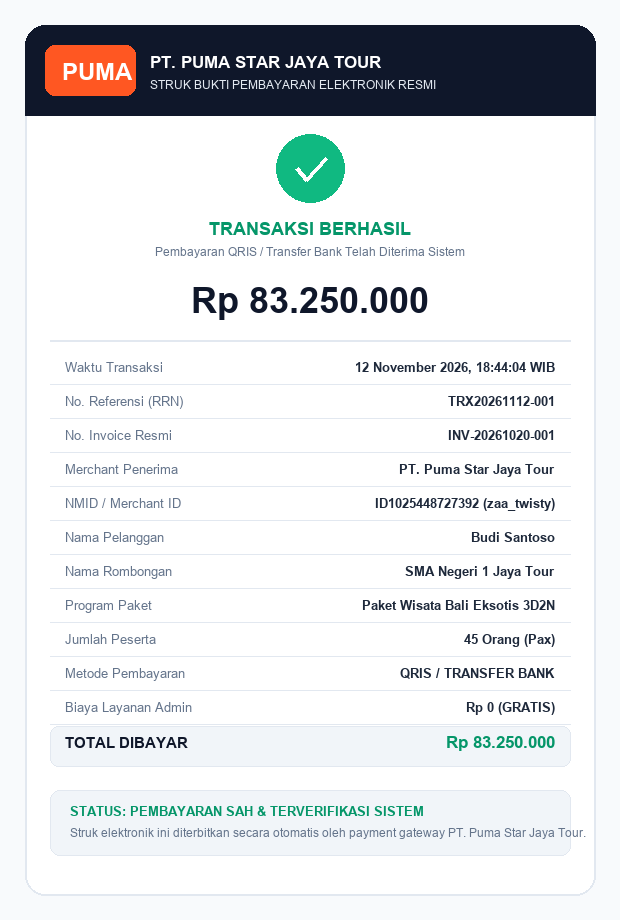 PUMA
PT. PUMA STAR JAYA TOUR
STRUK BUKTI PEMBAYARAN ELEKTRONIK RESMI
TRANSAKSI BERHASIL
Pembayaran QRIS / Transfer Bank Telah Diterima Sistem
Rp 83.250.000
Waktu Transaksi 12 November 2026, 18:44:04 WIB
No. Referensi (RRN) TRX20261112-001
No. Invoice Resmi INV-20261020-001
Merchant Penerima PT. Puma Star Jaya Tour
NMID / Merchant ID ID1025448727392 (zaa_twisty)
Nama Pelanggan Budi Santoso
Nama Rombongan SMA Negeri 1 Jaya Tour
Program Paket Paket Wisata Bali Eksotis 3D2N
Jumlah Peserta 45 Orang (Pax)
Metode Pembayaran QRIS / TRANSFER BANK
Biaya Layanan Admin Rp 0 (GRATIS)
TOTAL DIBAYAR Rp 83.250.000
STATUS: PEMBAYARAN SAH & TERVERIFIKASI SISTEM
Struk elektronik ini diterbitkan secara otomatis oleh payment gateway PT. Puma Star Jaya Tour.